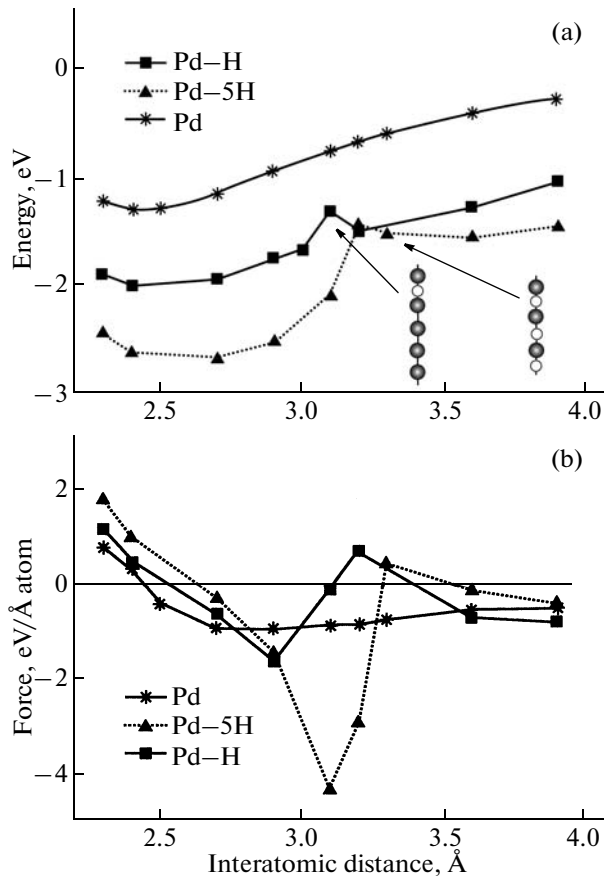 (a)
0
Pd–H
Pd–5H
Pd
Energy, eV
−1
−2
−3
2.5 3.0 3.5 4.0
(b)
2
0
Force, eV/Å atom
−2
Pd
Pd–5H
Pd–H
−4
2.5 3.0 3.5 4.0
Interatomic distance, Å